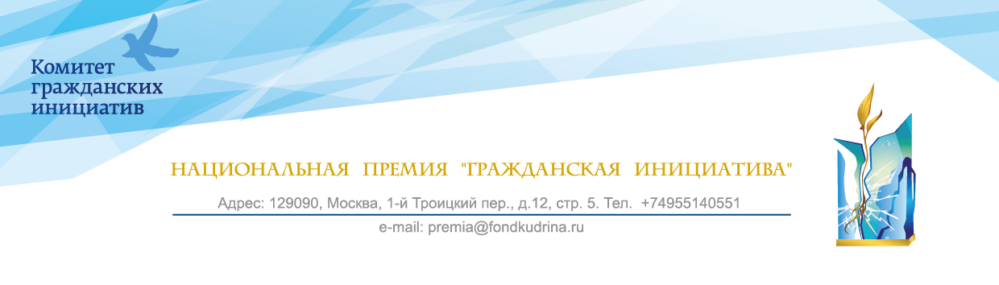 Комитет
гражданских
инициатив
НАЦИОНАЛЬНАЯ ПРЕМИЯ "ГРАЖДАНСКАЯ ИНИЦИАТИВА"
Адрес: 129090, Москва, 1-й Троицкий пер., д.12, стр. 5. Тел. +74955140551
e-mail: premia@fondkudrina.ru